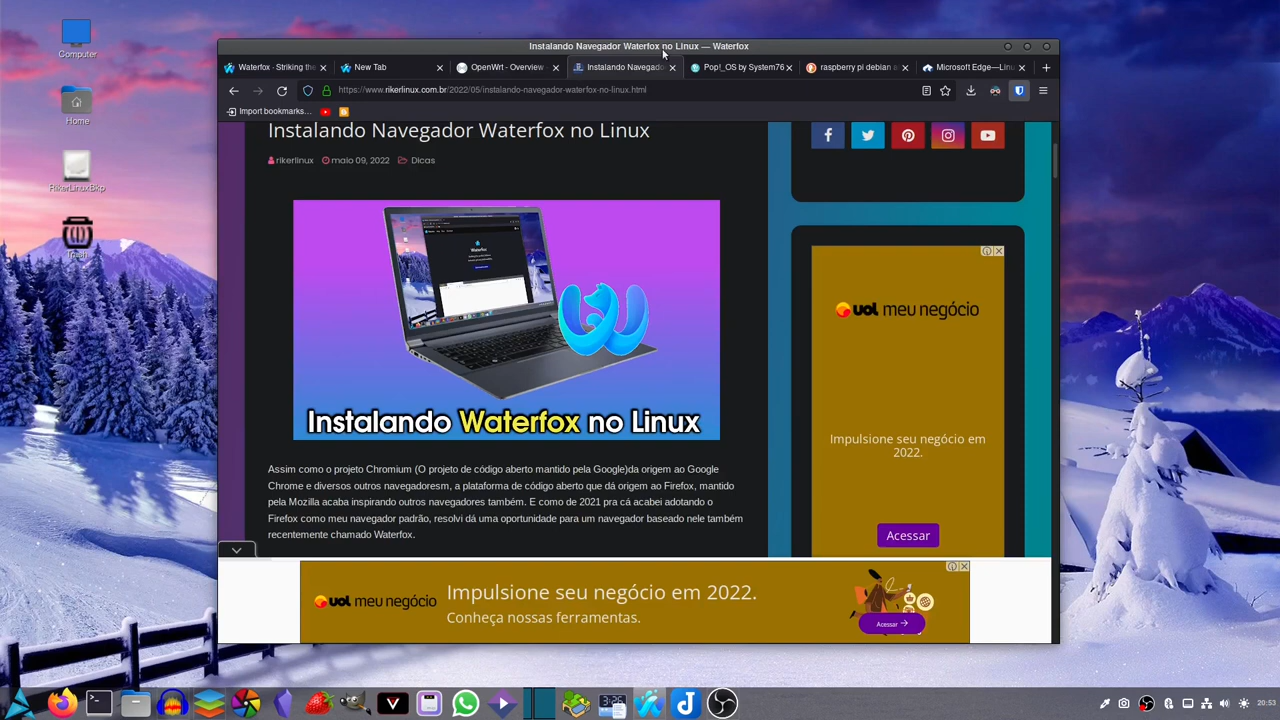 Computer
Home
RikerLinuxBkp
Trash
Instalando Navegador Waterfox no Linux — Waterfox
Waterfox - Striking the
New Tab
OpenWrt - Overview
Instalando Navegado
Pop!_OS by System76
raspberry pi debian a
Microsoft Edge—Linu
https://www.rikerlinux.com.br/2022/05/instalando-navegador-waterfox-no-linux.html
Import bookmarks...
Instalando Navegador Waterfox no Linux
rikerlinux maio 09, 2022 Dicas
Waterfox
Instalando Waterfox no Linux
Assim como o projeto Chromium (O projeto de código aberto mantido pela Google)da origem ao Google
Chrome e diversos outros navegadoresm, a plataforma de código aberto que dá origem ao Firefox, mantido
pela Mozilla acaba inspirando outros navegadores também. E como de 2021 pra cá acabei adotando o
Firefox como meu navegador padrão, resolvi dá uma oportunidade para um navegador baseado nele também
recentemente chamado Waterfox.
uol meu negócio
Impulsione seu negócio em
2022.
Acessar
uol meu negócio
Impulsione seu negócio em 2022.
Conheça nossas ferramentas.
Acessar →
3:25
20:53